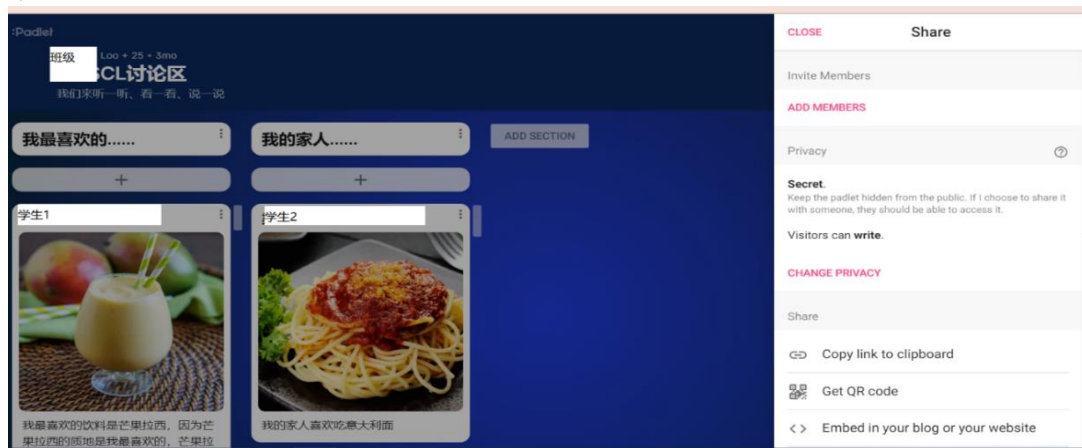 :Padlet
班级 Loo + 25 • 3mo
SCL讨论区
我们来听一听、看一看、说一说
我最喜欢的......
我的家人......
ADD SECTION
+
+
学生1
学生2
我最喜欢的饮料是芒果拉西，因为芒
果拉西的质地是我最喜欢的，芒果拉
我的家人喜欢吃意大利面
CLOSE
Share
Invite Members
ADD MEMBERS
Privacy
Secret.
Keep the padlet hidden from the public. If I choose to share it
with someone, they should be able to access it.
Visitors can write.
CHANGE PRIVACY
Share
Copy link to clipboard
Get QR code
Embed in your blog or your website